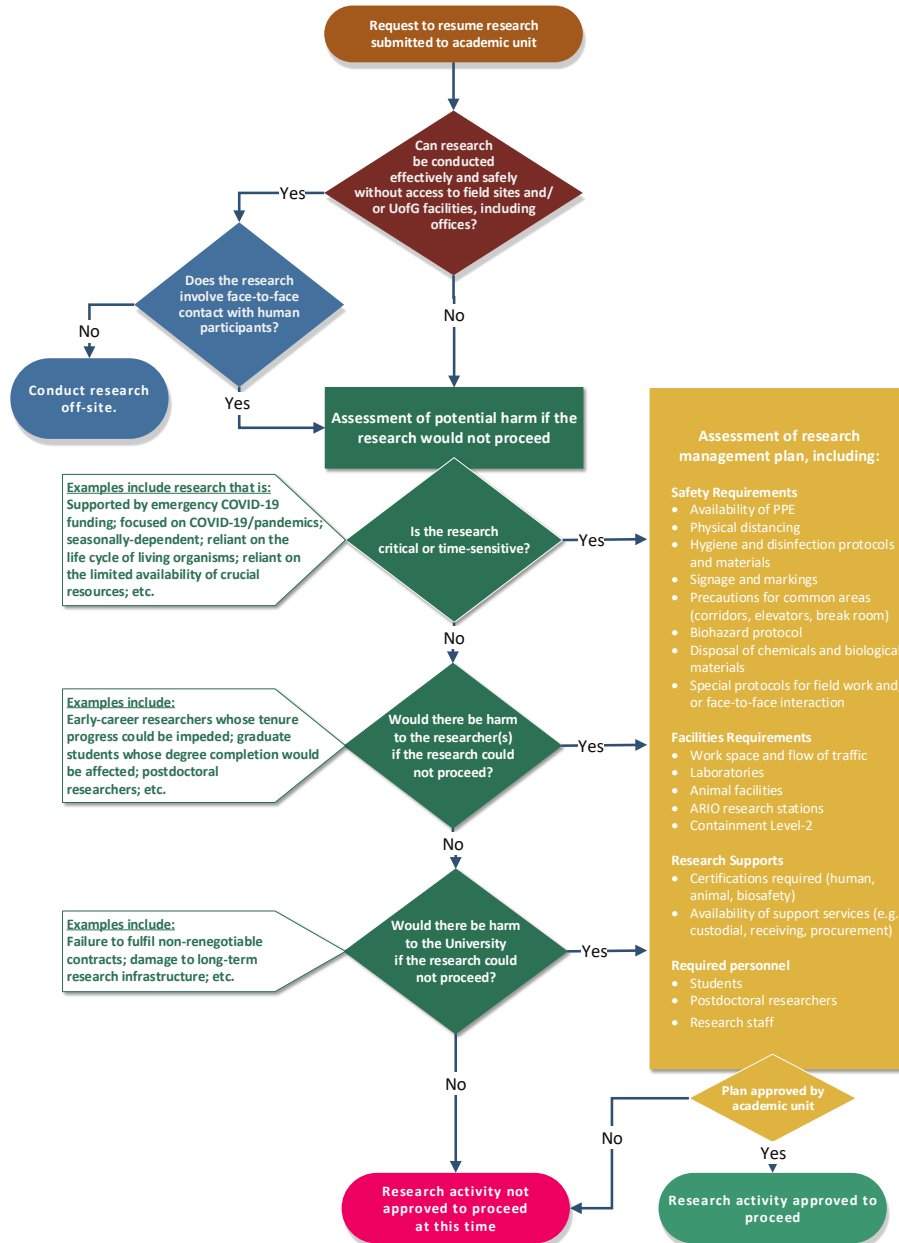 Request to resume research
submitted to academic unit
Can research
be conducted
effectively and safely
without access to field sites and/
or UofG facilities, including
offices?
Yes
No
Does the research
involve face-to-face
contact with human
participants?
No
Yes
Conduct research
off-site.
Assessment of potential harm if the
research would not proceed
Examples include research that is:
Supported by emergency COVID-19
funding; focused on COVID-19/pandemics;
seasonally-dependent; reliant on the
life cycle of living organisms; reliant on
the limited availability of crucial
resources; etc.
Is the research
critical or time-sensitive?
Yes
No
Examples include:
Early-career researchers whose tenure
progress could be impeded; graduate
students whose degree completion would
be affected; postdoctoral
researchers; etc.
Would there be harm
to the researcher(s)
if the research could
not proceed?
Yes
No
Examples include:
Failure to fulfil non-renegotiable
contracts; damage to long-term
research infrastructure; etc.
Would there be harm
to the University
if the research could
not proceed?
Yes
No
Assessment of research
management plan, including:
Safety Requirements
• Availability of PPE
• Physical distancing
• Hygiene and disinfection protocols
and materials
• Signage and markings
• Precautions for common areas
(corridors, elevators, break room)
• Biohazard protocol
• Disposal of chemicals and biological
materials
• Special protocols for field work and/
or face-to-face interaction
Facilities Requirements
• Work space and flow of traffic
• Laboratories
• Animal facilities
• ARIO research stations
• Containment Level-2
Research Supports
• Certifications required (human,
animal, biosafety)
• Availability of support services (e.g.
custodial, receiving, procurement)
Required personnel
• Students
• Postdoctoral researchers
• Research staff
Plan approved by
academic unit
No
Yes
Research activity not
approved to proceed
at this time
Research activity approved to
proceed